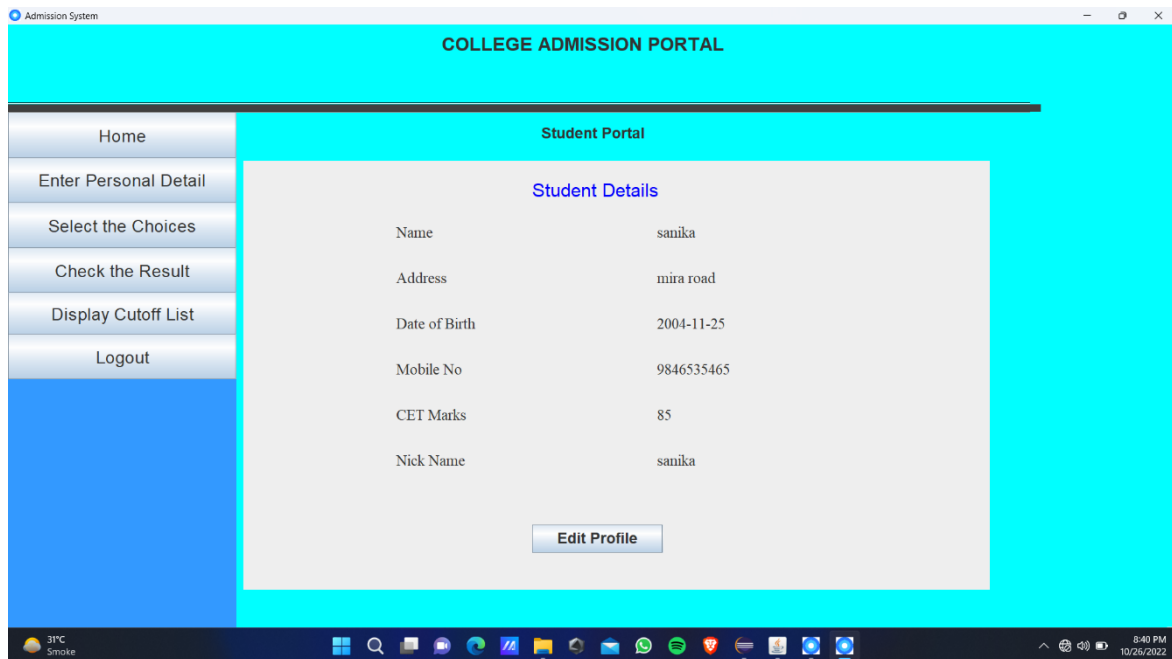 Admission System
COLLEGE ADMISSION PORTAL
Home
Enter Personal Detail
Select the Choices
Check the Result
Display Cutoff List
Logout
Student Portal
Student Details
Name sanika
Address mira road
Date of Birth 2004-11-25
Mobile No 9846535465
CET Marks 85
Nick Name sanika
Edit Profile
31°C
Smoke
8:40 PM
10/26/2022